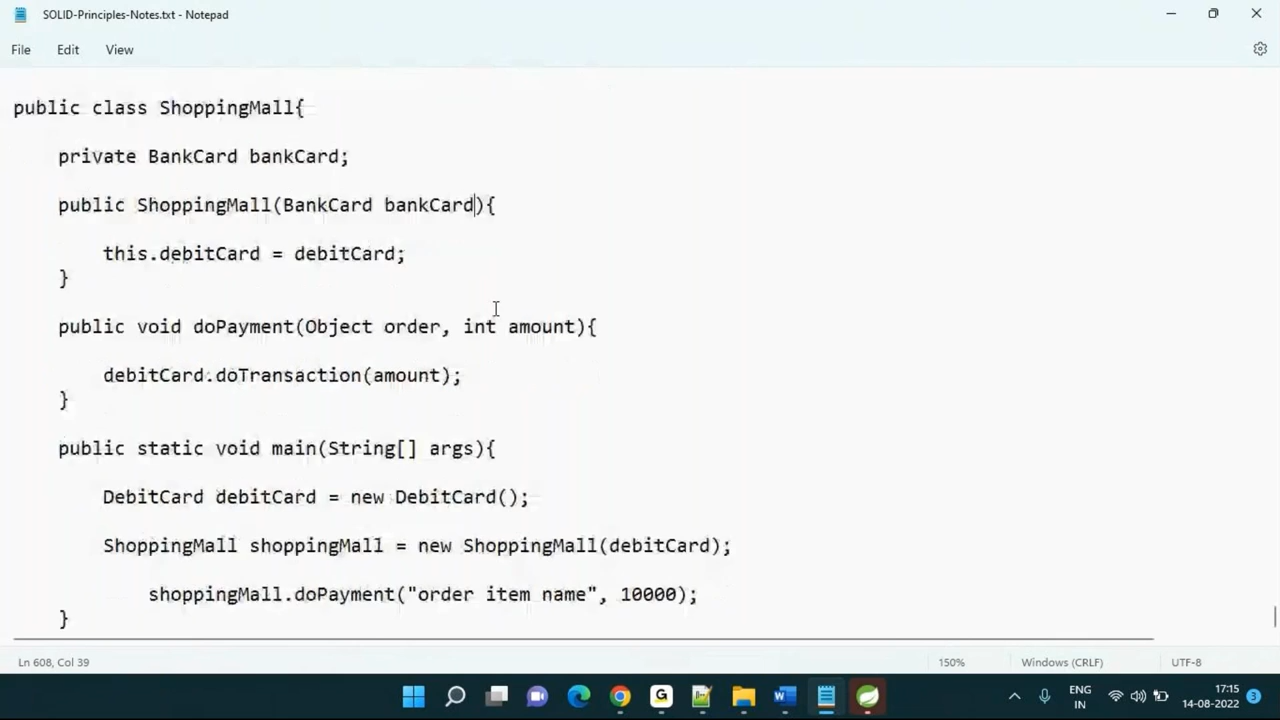 SOLID-Principles-Notes.txt - Notepad
File Edit View
public class ShoppingMall{
private BankCard bankCard;
public ShoppingMall(BankCard bankCard){
this.debitCard = debitCard;
}
public void doPayment(Object order, int amount){
debitCard.doTransaction(amount);
}
public static void main(String[] args){
DebitCard debitCard = new DebitCard();
ShoppingMall shoppingMall = new ShoppingMall(debitCard);
shoppingMall.doPayment("order item name", 10000);
}
Ln 608, Col 39 150% Windows (CRLF) UTF-8
ENG 17:15
IN 14-08-2022 3